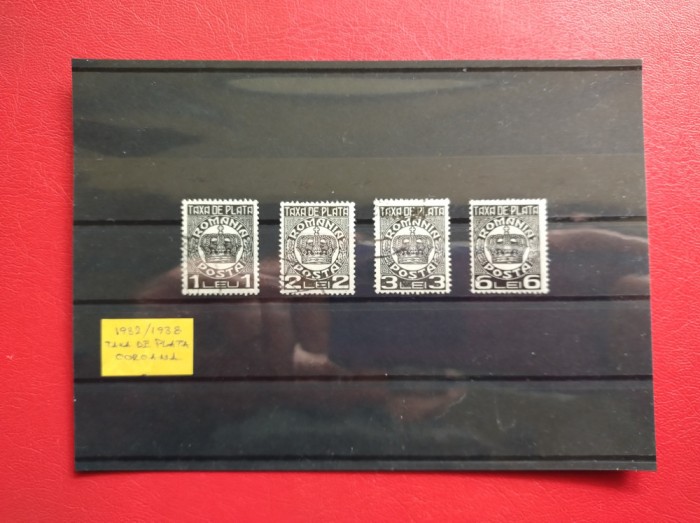 TAXA DE PLATA
ROMANIA
POSTA
1 LEU 1
TAXA DE PLATA
ROMANIA
POSTA
2 LEI 2
TAXA DE PLATA
ROMANIA
POSTA
3 LEI 3
TAXA DE PLATA
ROMANIA
POSTA
6 LEI 6
1932/1938
TAXA DE PLATA
COROANA